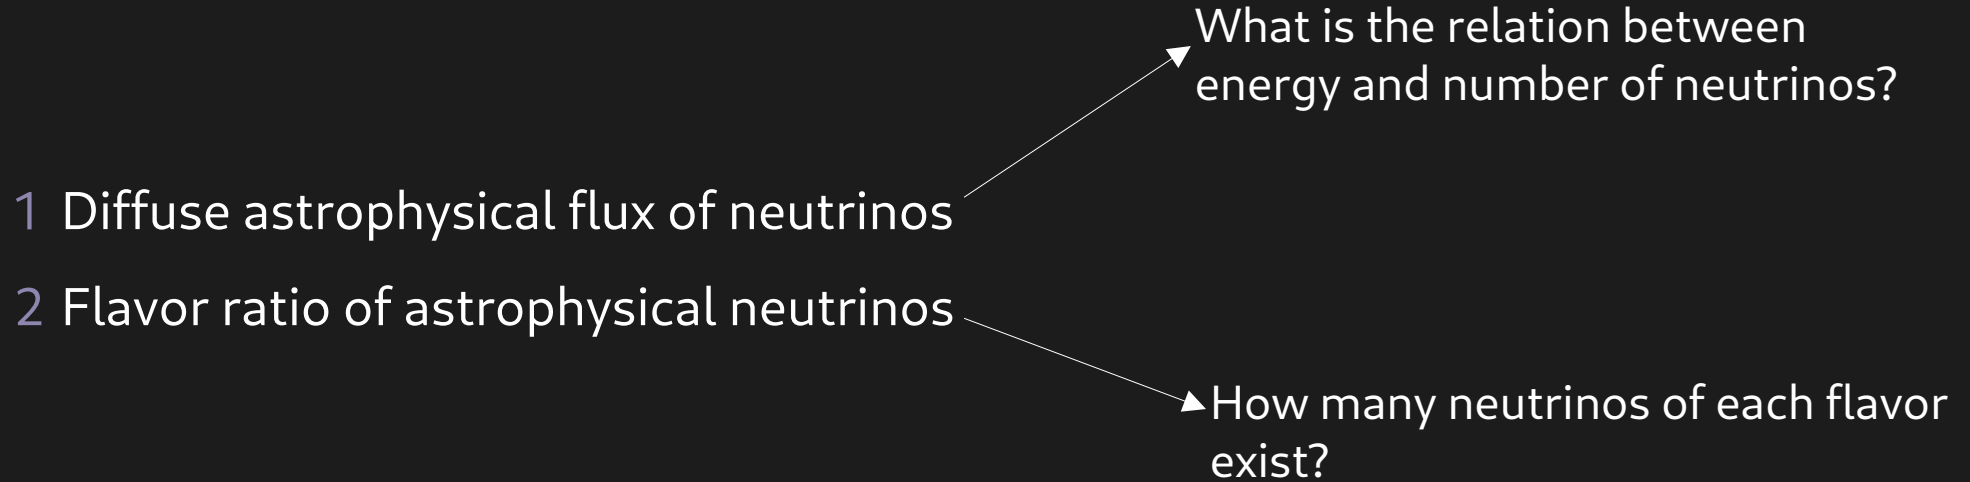 What is the relation between
energy and number of neutrinos?
1 Diffuse astrophysical flux of neutrinos
2 Flavor ratio of astrophysical neutrinos
How many neutrinos of each flavor
exist?